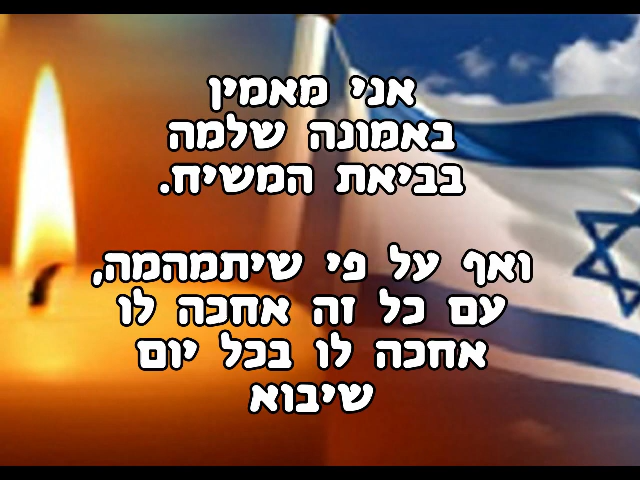 אני מאמין
באמונה שלמה
בביאת המשיח.
ואף על פי שיתמהמה,
עם כל זה אחכה לו
אחכה לו בכל יום
שיבוא